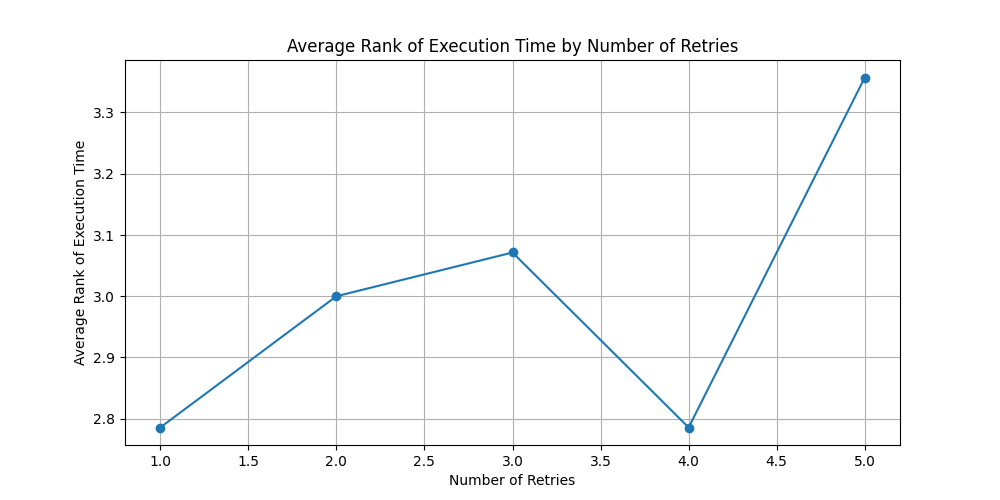 Average Rank of Execution Time by Number of Retries
Average Rank of Execution Time
3.3
3.2
3.1
3.0
2.9
2.8
1.0 1.5 2.0 2.5 3.0 3.5 4.0 4.5 5.0
Number of Retries